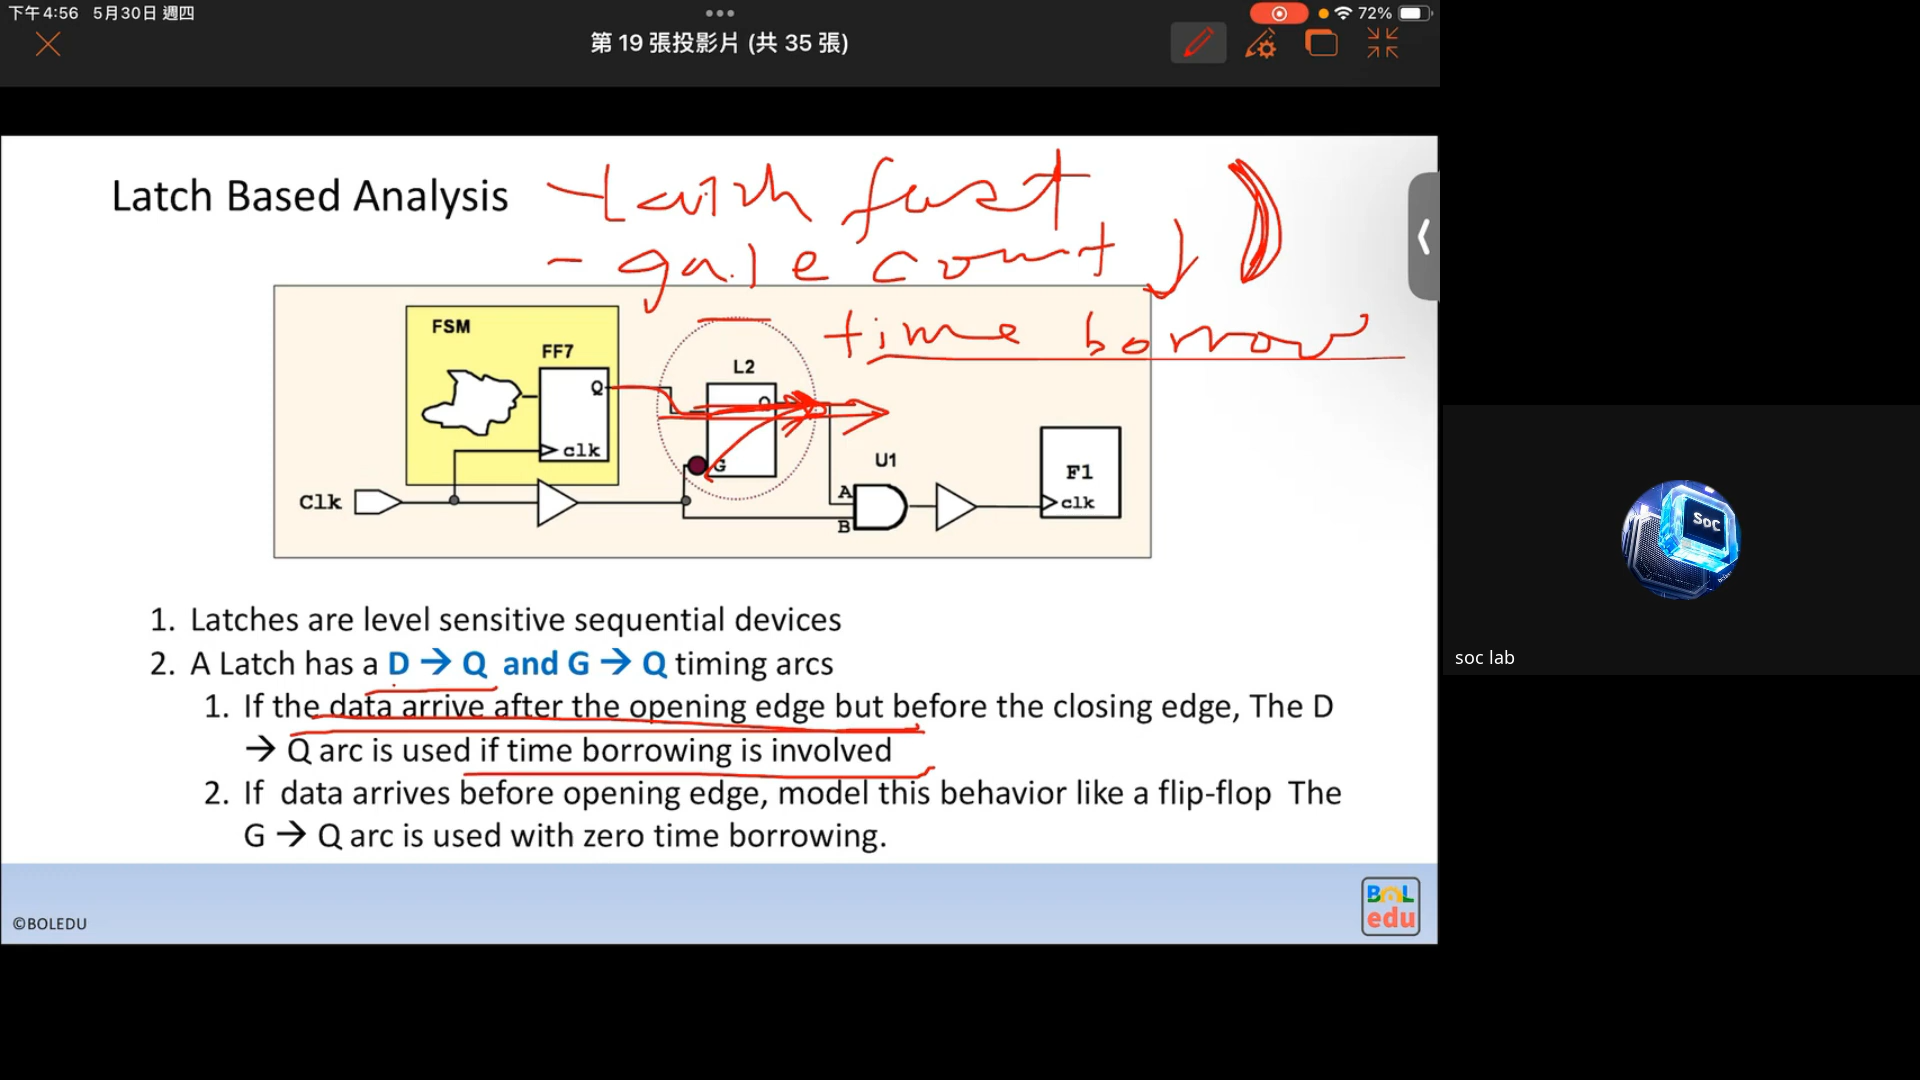 下午4:56 5月30日 週四
72%
第 19 張投影片 (共 35 張)
Latch Based Analysis
- Latch fast
- gate count ↓
time borrow
FSM
FF7
Q
clk
L2
Q
G
Clk
U1
A
B
F1
clk
1. Latches are level sensitive sequential devices
2. A Latch has a D → Q and G → Q timing arcs
1. If the data arrive after the opening edge but before the closing edge, The D
→ Q arc is used if time borrowing is involved
2. If data arrives before opening edge, model this behavior like a flip-flop The
G → Q arc is used with zero time borrowing.
©BOLEDU
BOL
edu
SoC
soc lab